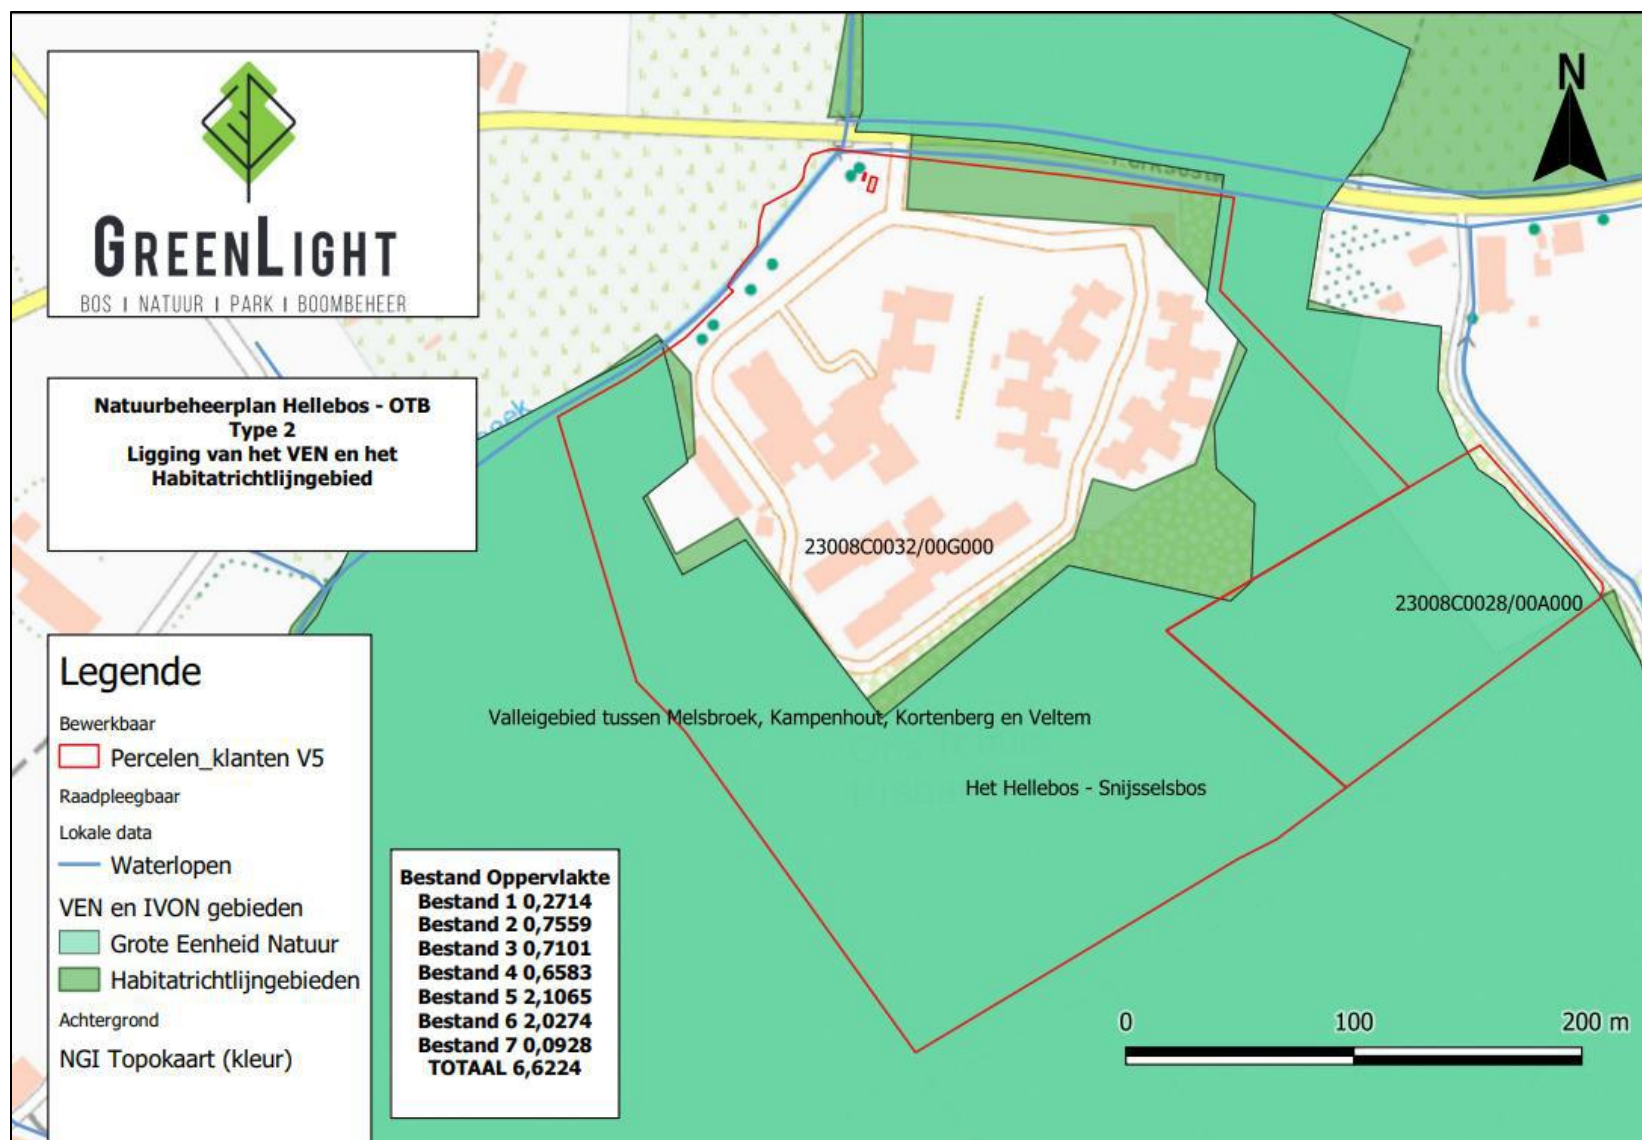 N
GREENLIGHT
BOS I NATUUR I PARK I BOOMBEHEER
Natuurbeheerplan Hellebos - OTB
Type 2
Ligging van het VEN en het
Habitatrichtlijngebied
23008C0032/00G000
23008C0028/00A000
Valleigebied tussen Melsbroek, Kampenhout, Kortenberg en Veltem
Het Hellebos - Snijsselsbos
Legende
Bewerkbaar
Percelen_klanten V5
Raadpleegbaar
Lokale data
Waterlopen
VEN en IVON gebieden
Grote Eenheid Natuur
Habitatrichtlijngebieden
Achtergrond
NGI Topokaart (kleur)
Bestand Oppervlakte
Bestand 1 0,2714
Bestand 2 0,7559
Bestand 3 0,7101
Bestand 4 0,6583
Bestand 5 2,1065
Bestand 6 2,0274
Bestand 7 0,0928
TOTAAL 6,6224
0 100 200 m